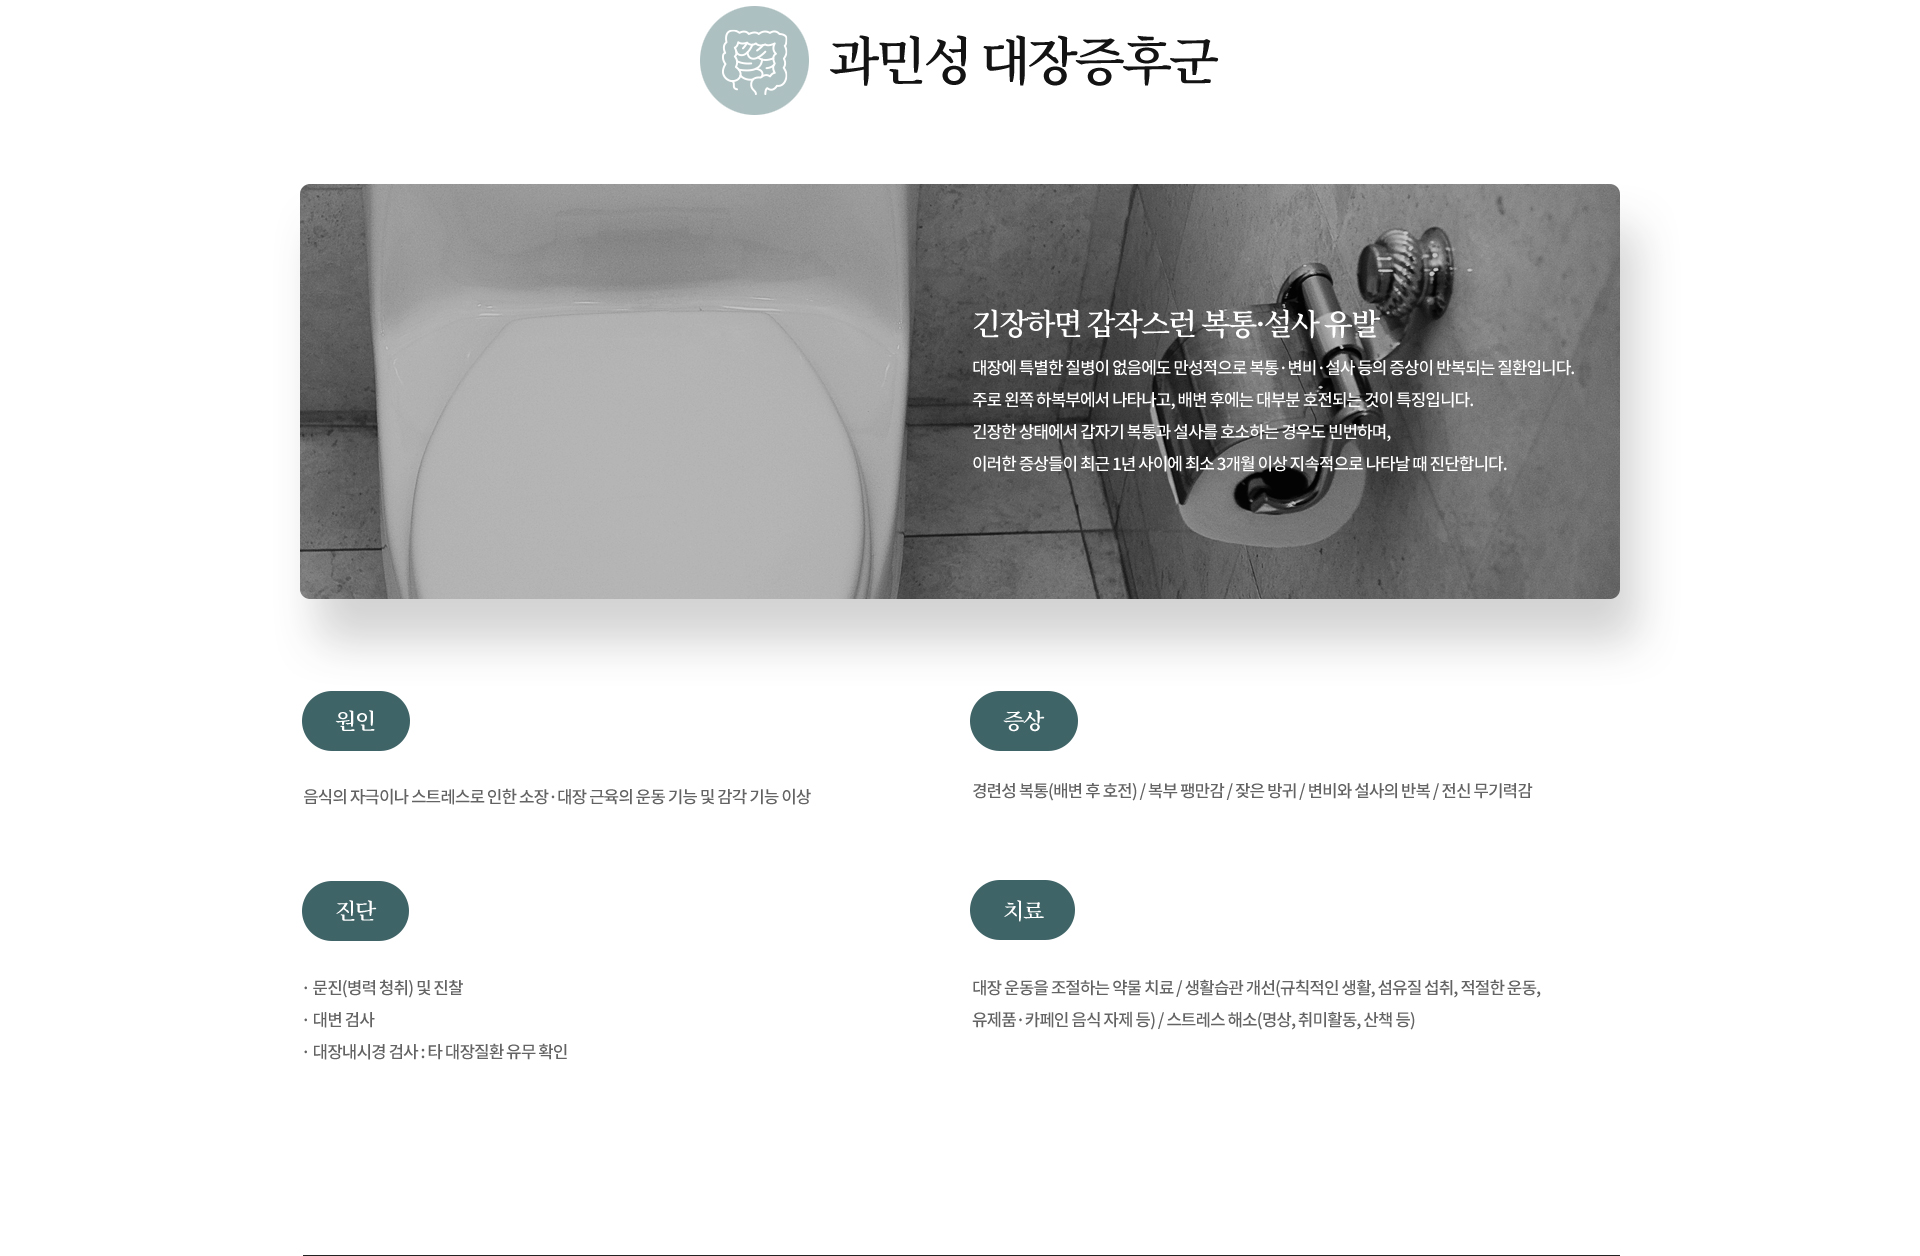 과민성 대장증후군
긴장하면 갑작스런 복통·설사 유발
대장에 특별한 질병이 없음에도 만성적으로 복통·변비·설사 등의 증상이 반복되는 질환입니다.
주로 왼쪽 하복부에서 나타나고, 배변 후에는 대부분 호전되는 것이 특징입니다.
긴장한 상태에서 갑자기 복통과 설사를 호소하는 경우도 빈번하며,
이러한 증상들이 최근 1년 사이에 최소 3개월 이상 지속적으로 나타날 때 진단합니다.
원인
음식의 자극이나 스트레스로 인한 소장·대장 근육의 운동 기능 및 감각 기능 이상
증상
경련성 복통(배변 후 호전) / 복부 팽만감 / 잦은 방귀 / 변비와 설사의 반복 / 전신 무기력감
진단
· 문진(병력 청취) 및 진찰
· 대변 검사
· 대장내시경 검사 : 타 대장질환 유무 확인
치료
대장 운동을 조절하는 약물 치료 / 생활습관 개선(규칙적인 생활, 섬유질 섭취, 적절한 운동,
유제품·카페인 음식 자제 등) / 스트레스 해소(명상, 취미활동, 산책 등)